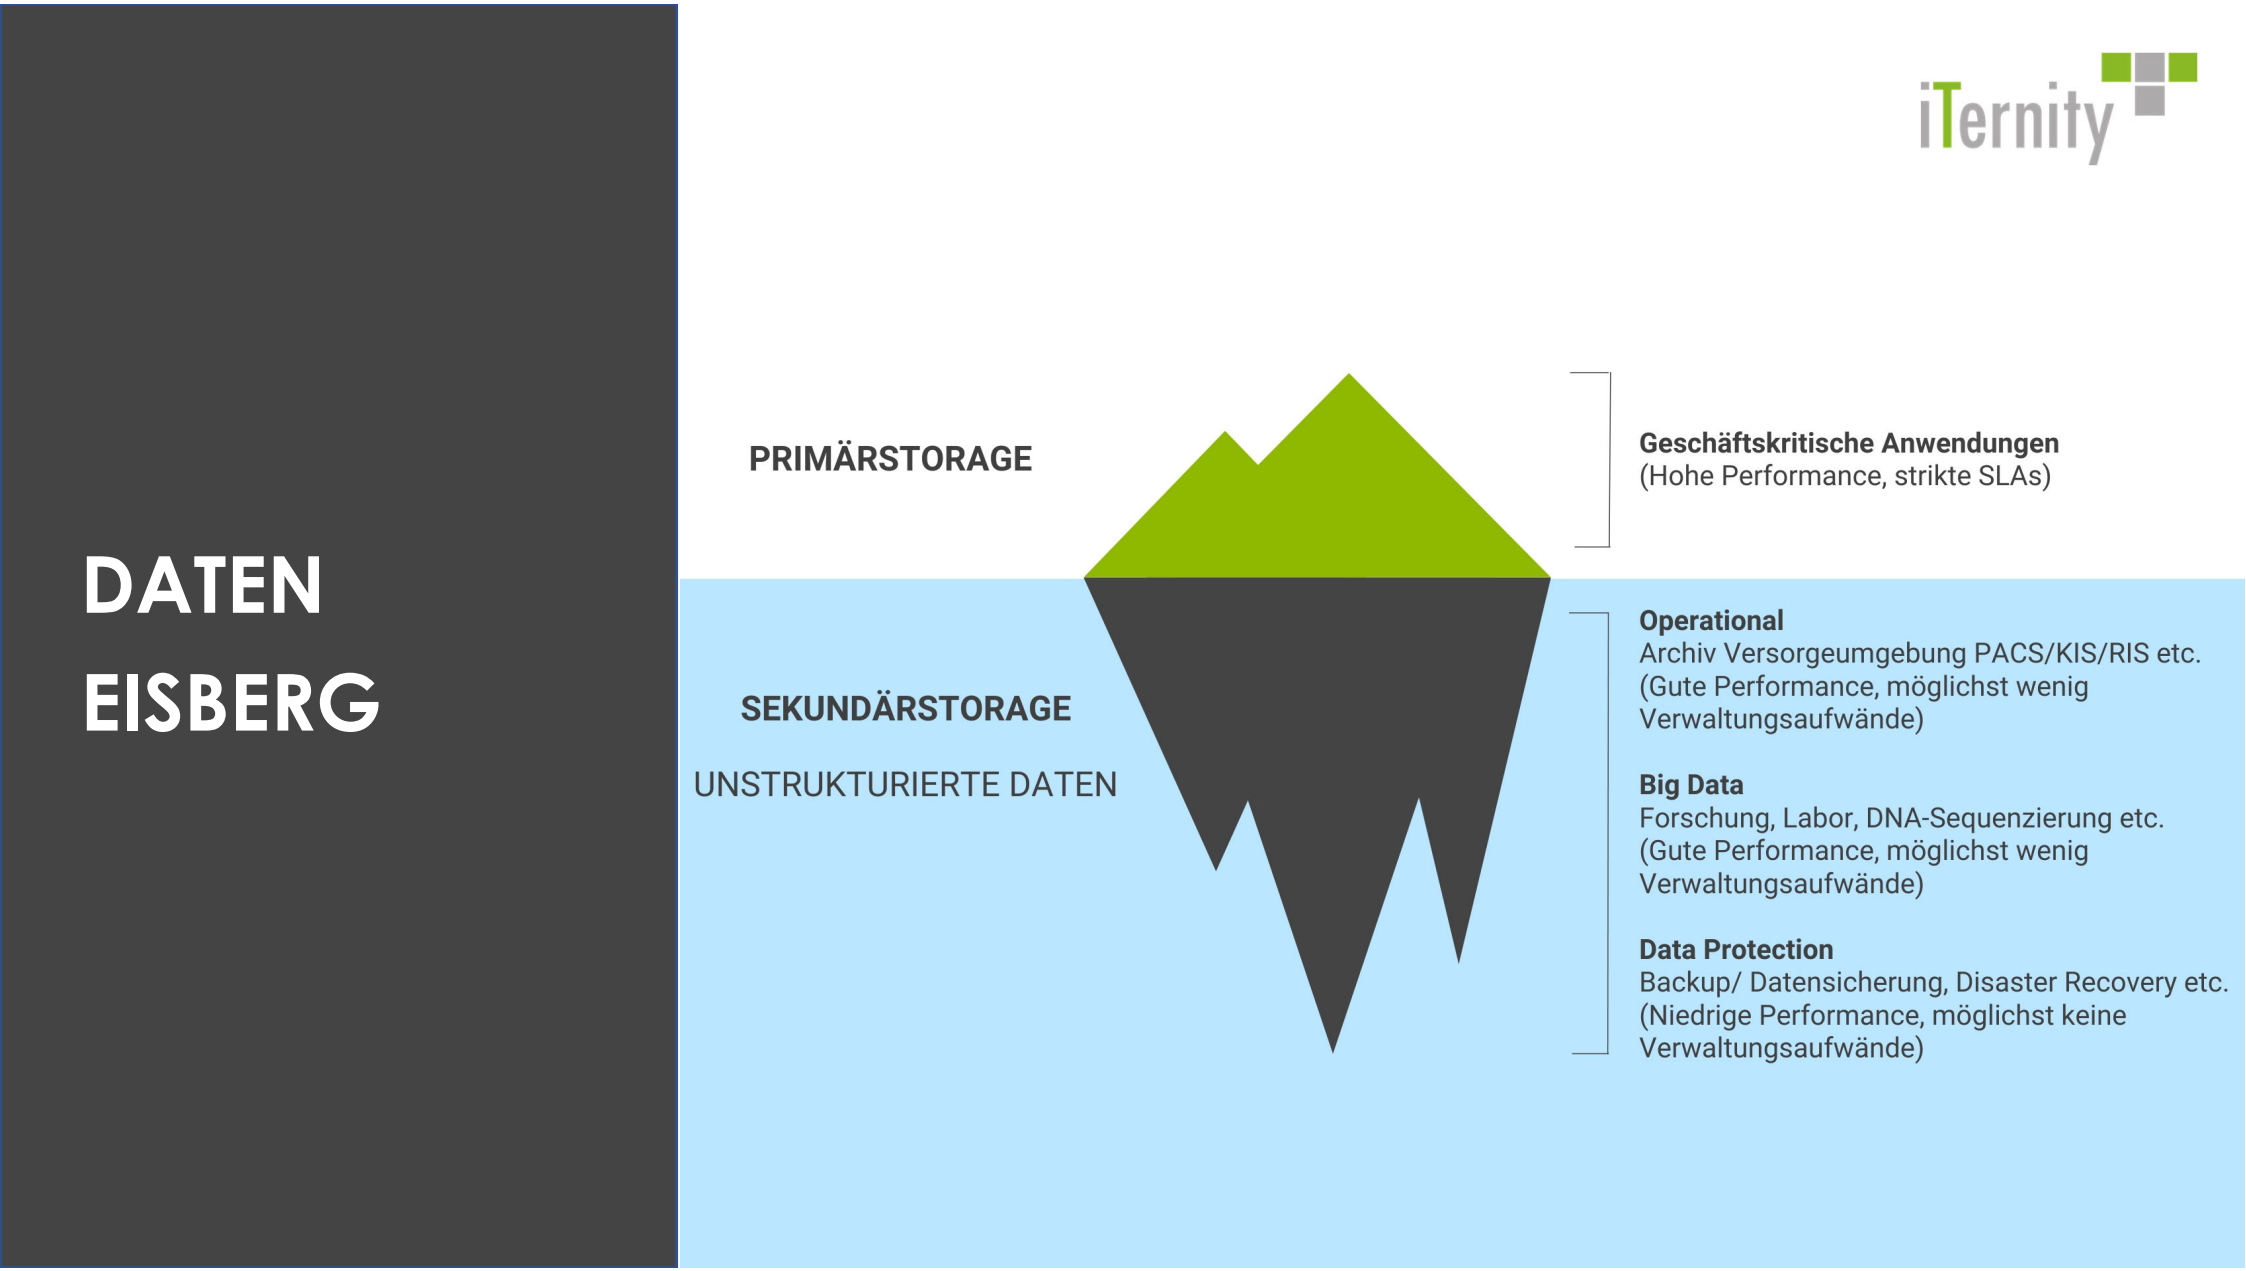 DATEN
EISBERG
iTernity
PRIMÄRSTORAGE
Geschäftskritische Anwendungen
(Hohe Performance, strikte SLAs)
SEKUNDÄRSTORAGE
UNSTRUKTURIERTE DATEN
Operational
Archiv Versorgeumgebung PACS/KIS/RIS etc.
(Gute Performance, möglichst wenig
Verwaltungsaufwände)
Big Data
Forschung, Labor, DNA-Sequenzierung etc.
(Gute Performance, möglichst wenig
Verwaltungsaufwände)
Data Protection
Backup/ Datensicherung, Disaster Recovery etc.
(Niedrige Performance, möglichst keine
Verwaltungsaufwände)